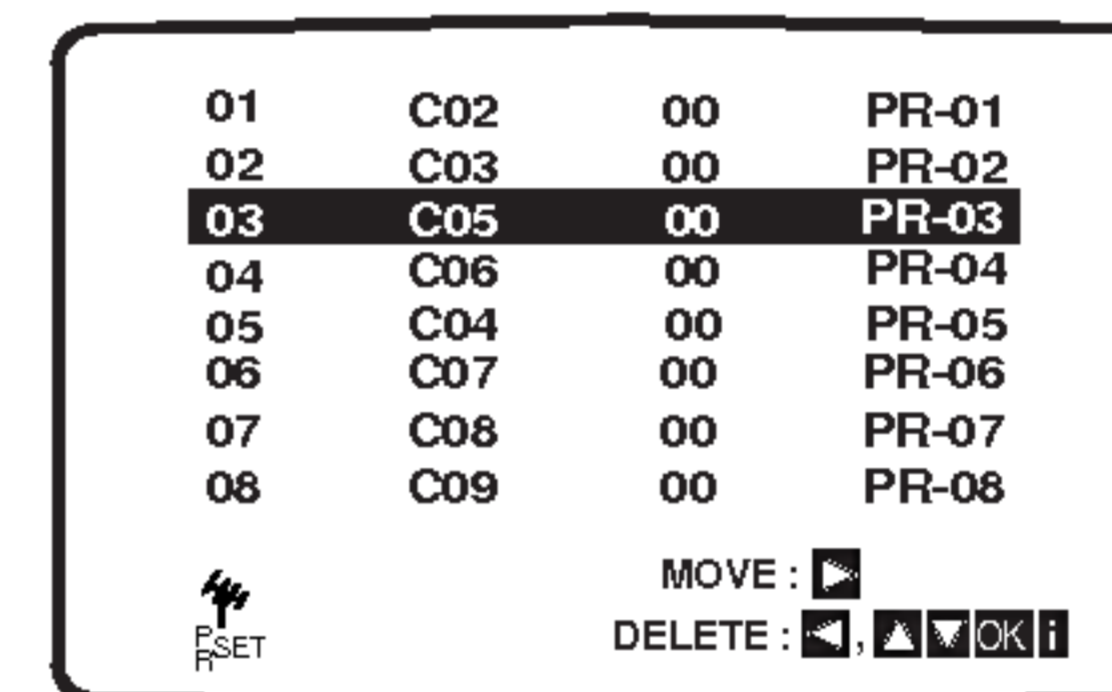 01 C02 00 PR-01
02 C03 00 PR-02
03 C05 00 PR-03
04 C06 00 PR-04
05 C04 00 PR-05
06 C07 00 PR-06
07 C08 00 PR-07
08 C09 00 PR-08
MOVE :
PR SET
DELETE : , OK i